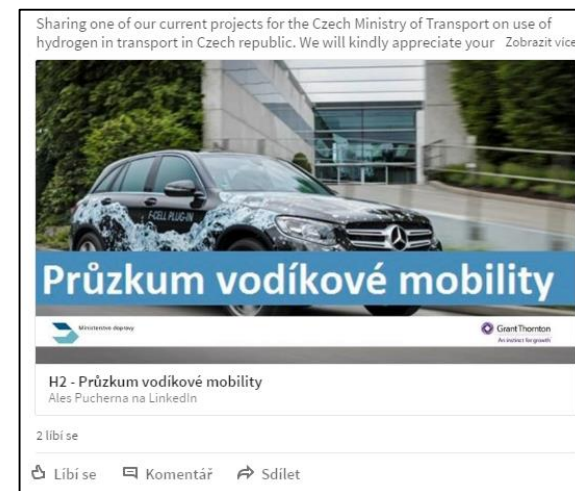 Sharing one of our current projects for the Czech Ministry of Transport on use of
hydrogen in transport in Czech republic. We will kindly appreciate your Zobrazit více
F-CELL PLUG-IN
Průzkum vodíkové mobility
Ministerstvo dopravy
Grant Thornton
An instinct for growth
H2 - Průzkum vodíkové mobility
Ales Pucherna na LinkedIn
2 líbí se
Líbí se Komentář Sdílet